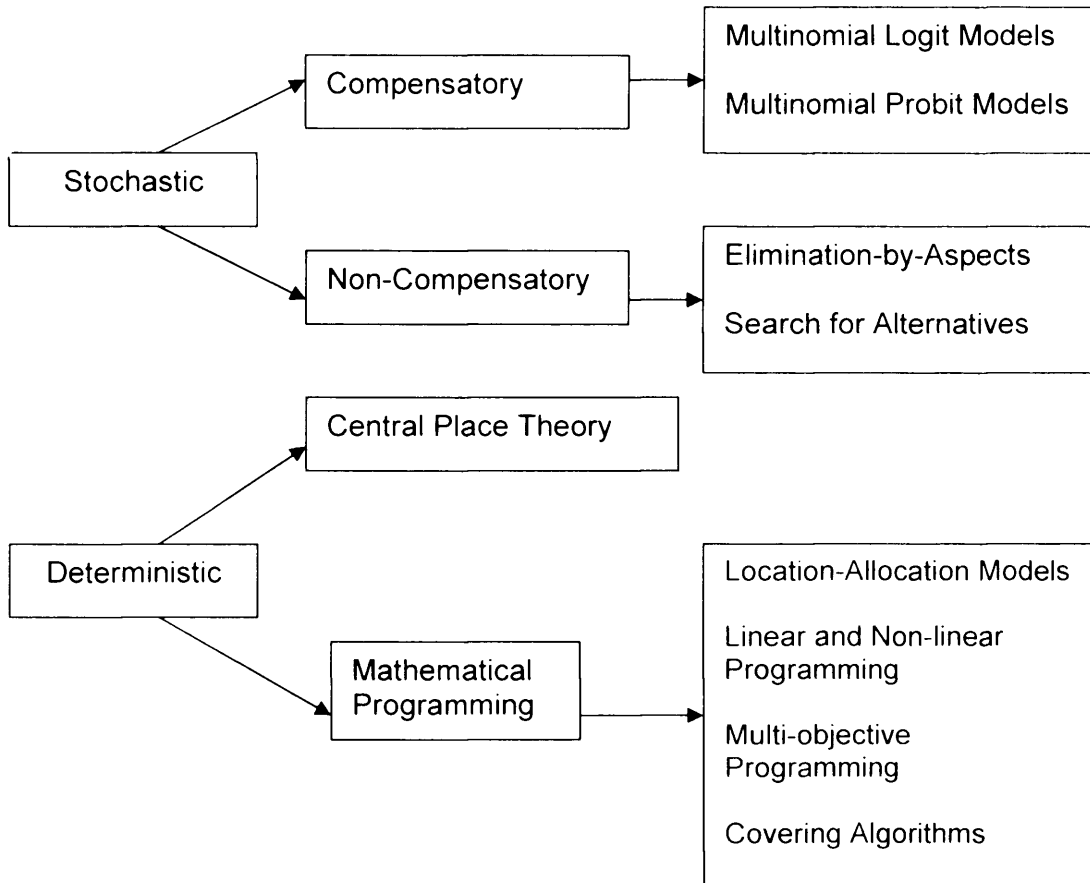 Stochastic
Compensatory
Multinomial Logit Models
Multinomial Probit Models
Non-Compensatory
Elimination-by-Aspects
Search for Alternatives
Deterministic
Central Place Theory
Mathematical
Programming
Location-Allocation Models
Linear and Non-linear
Programming
Multi-objective
Programming
Covering Algorithms